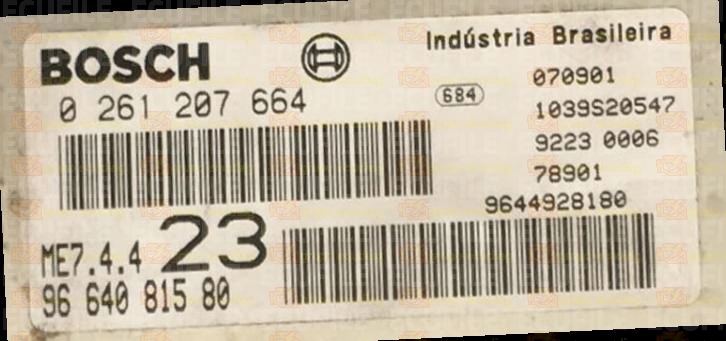 BOSCH
Indústria Brasileira
0 261 207 664
684
070901
1039S20547
9223 0006
78901
9644928180
ME7.4.4 23
96 640 815 80